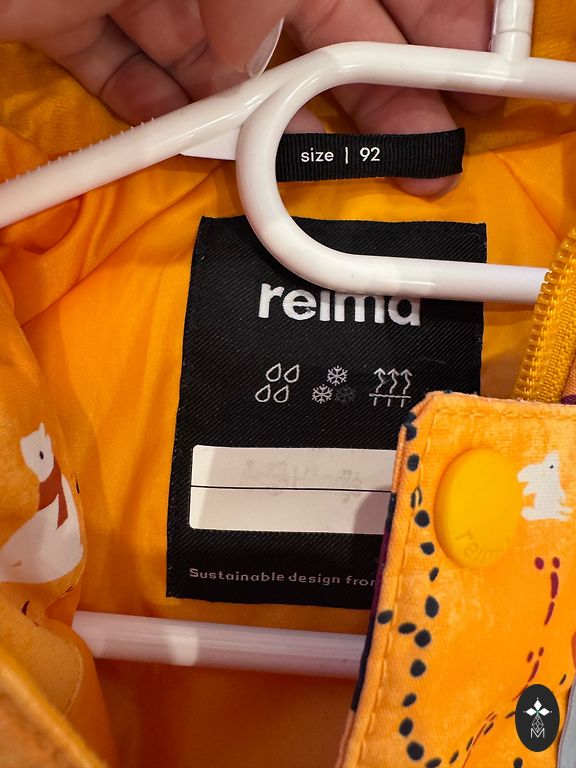 size | 92
reima
Sustainable design from
reima